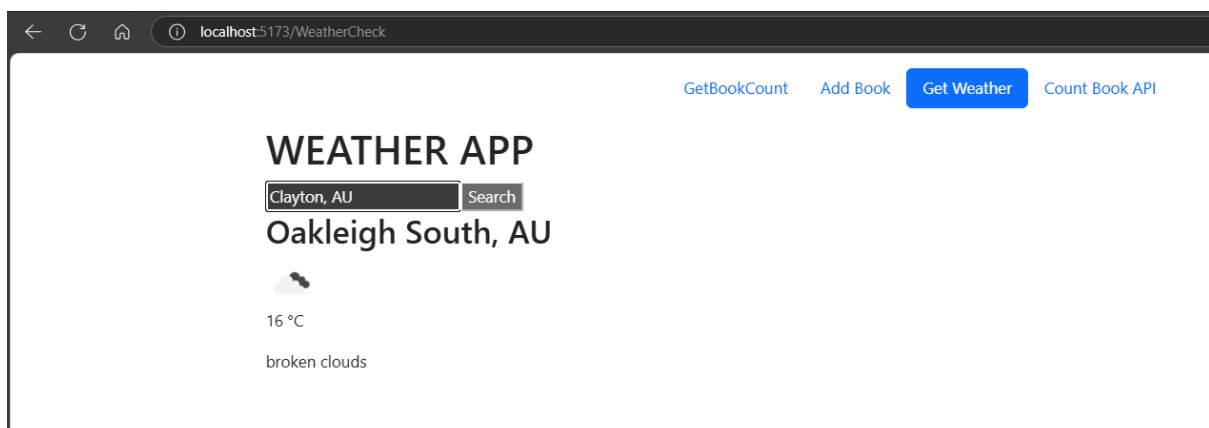 localhost:5173/WeatherCheck
GetBookCount Add Book Get Weather Count Book API
WEATHER APP
Clayton, AU Search
Oakleigh South, AU
16 °C
broken clouds